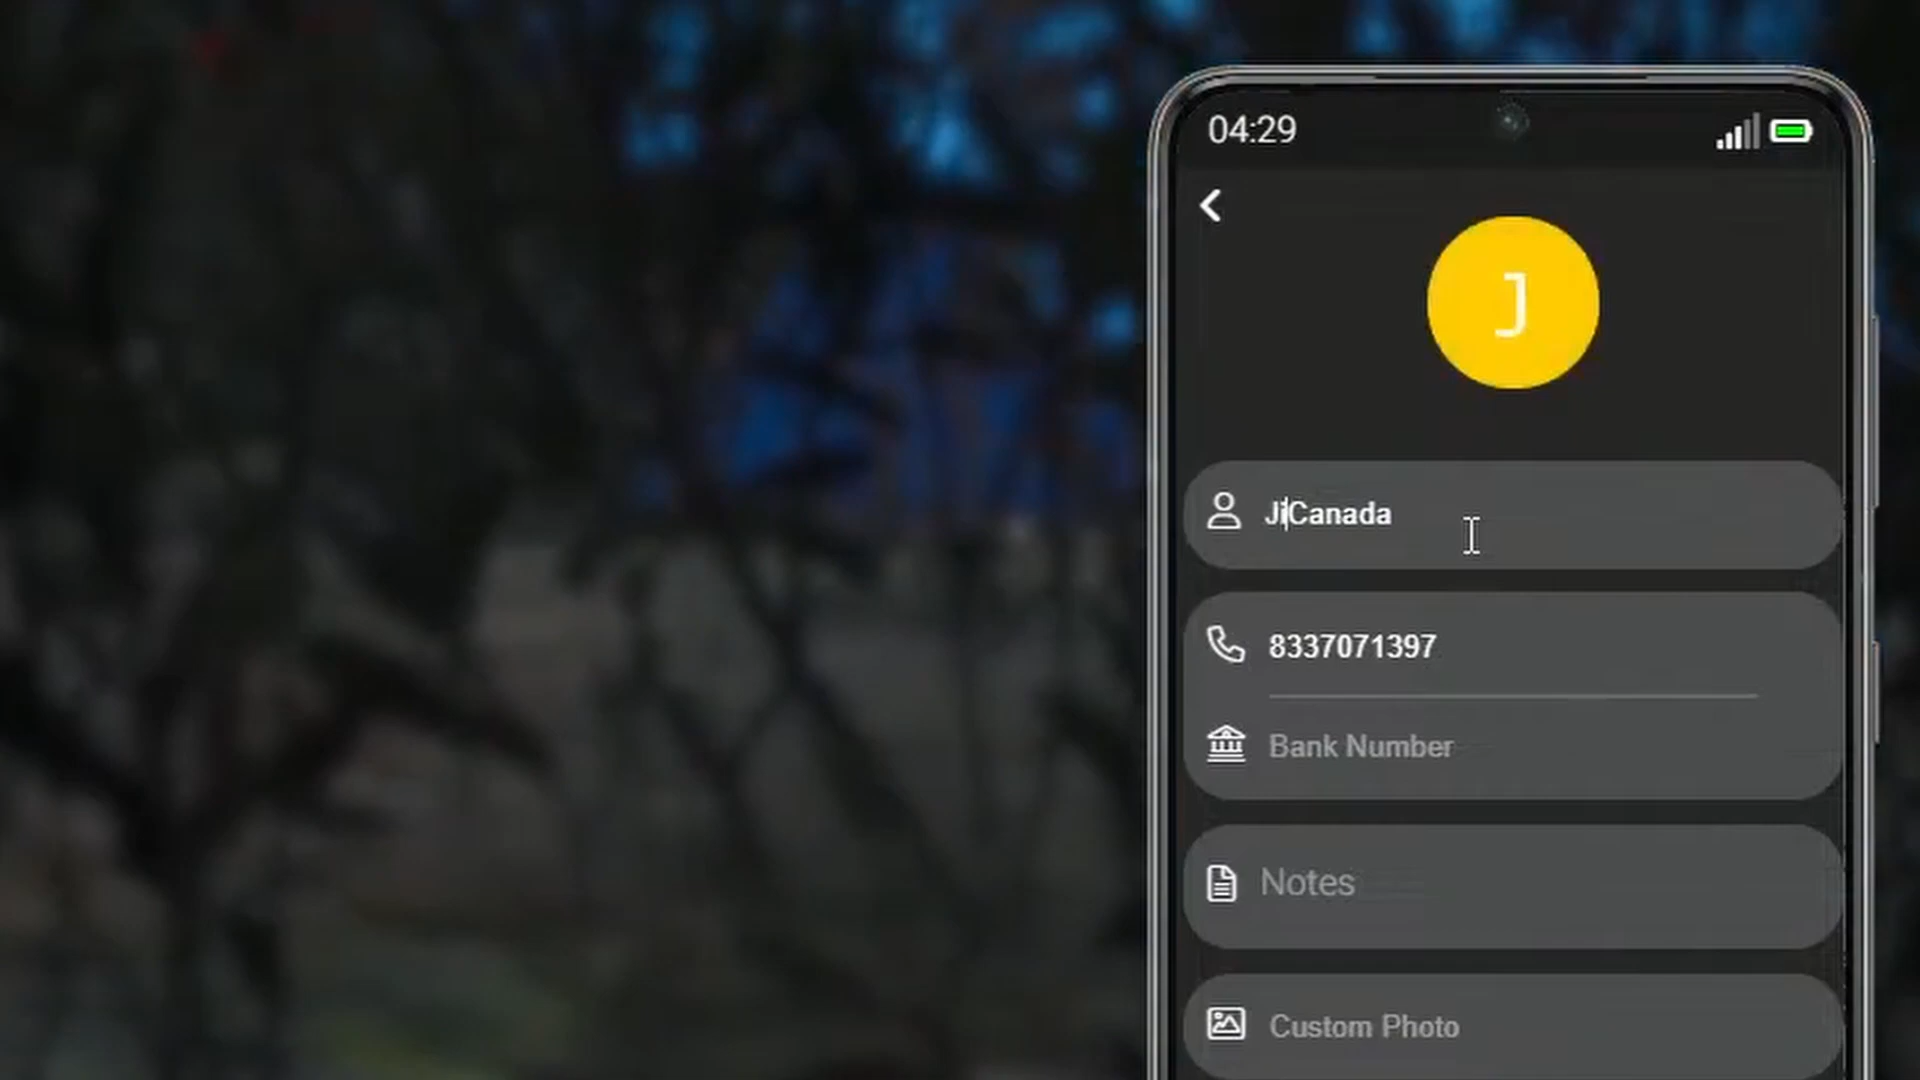 04:29
J
JiCanada
8337071397
Bank Number
Notes
Custom Photo